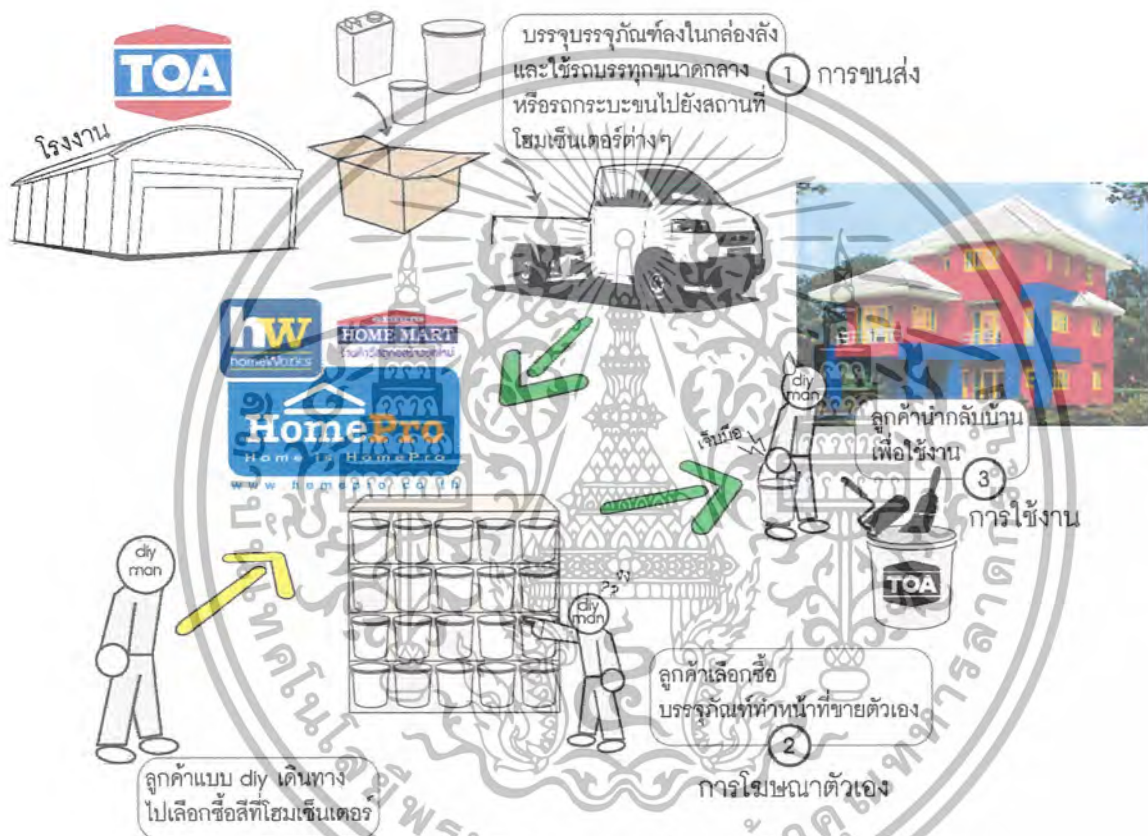 TOA
โรงงาน
บรรจุบรรจุภัณฑ์ลงในกล่องลัง
และใช้รถบรรทุกขนาดกลาง
หรือรถกระบะขนไปยังสถานที่
โฮมเซ็นเตอร์ต่างๆ
1 การขนส่ง
hw
homeWorks
HOME MART
HomePro
Home is HomePro
www.homepro.co.th
diy
man
เจ็บมือ
ลูกค้านำกลับบ้าน
เพื่อใช้งาน
3
การใช้งาน
TOA
diy
man
??
diy
man
ลูกค้าเลือกซื้อ
บรรจุภัณฑ์ทำหน้าที่ขายตัวเอง
2
การโฆษณาตัวเอง
ลูกค้าแบบ diy เดินทาง
ไปเลือกซื้อสีที่โฮมเซ็นเตอร์